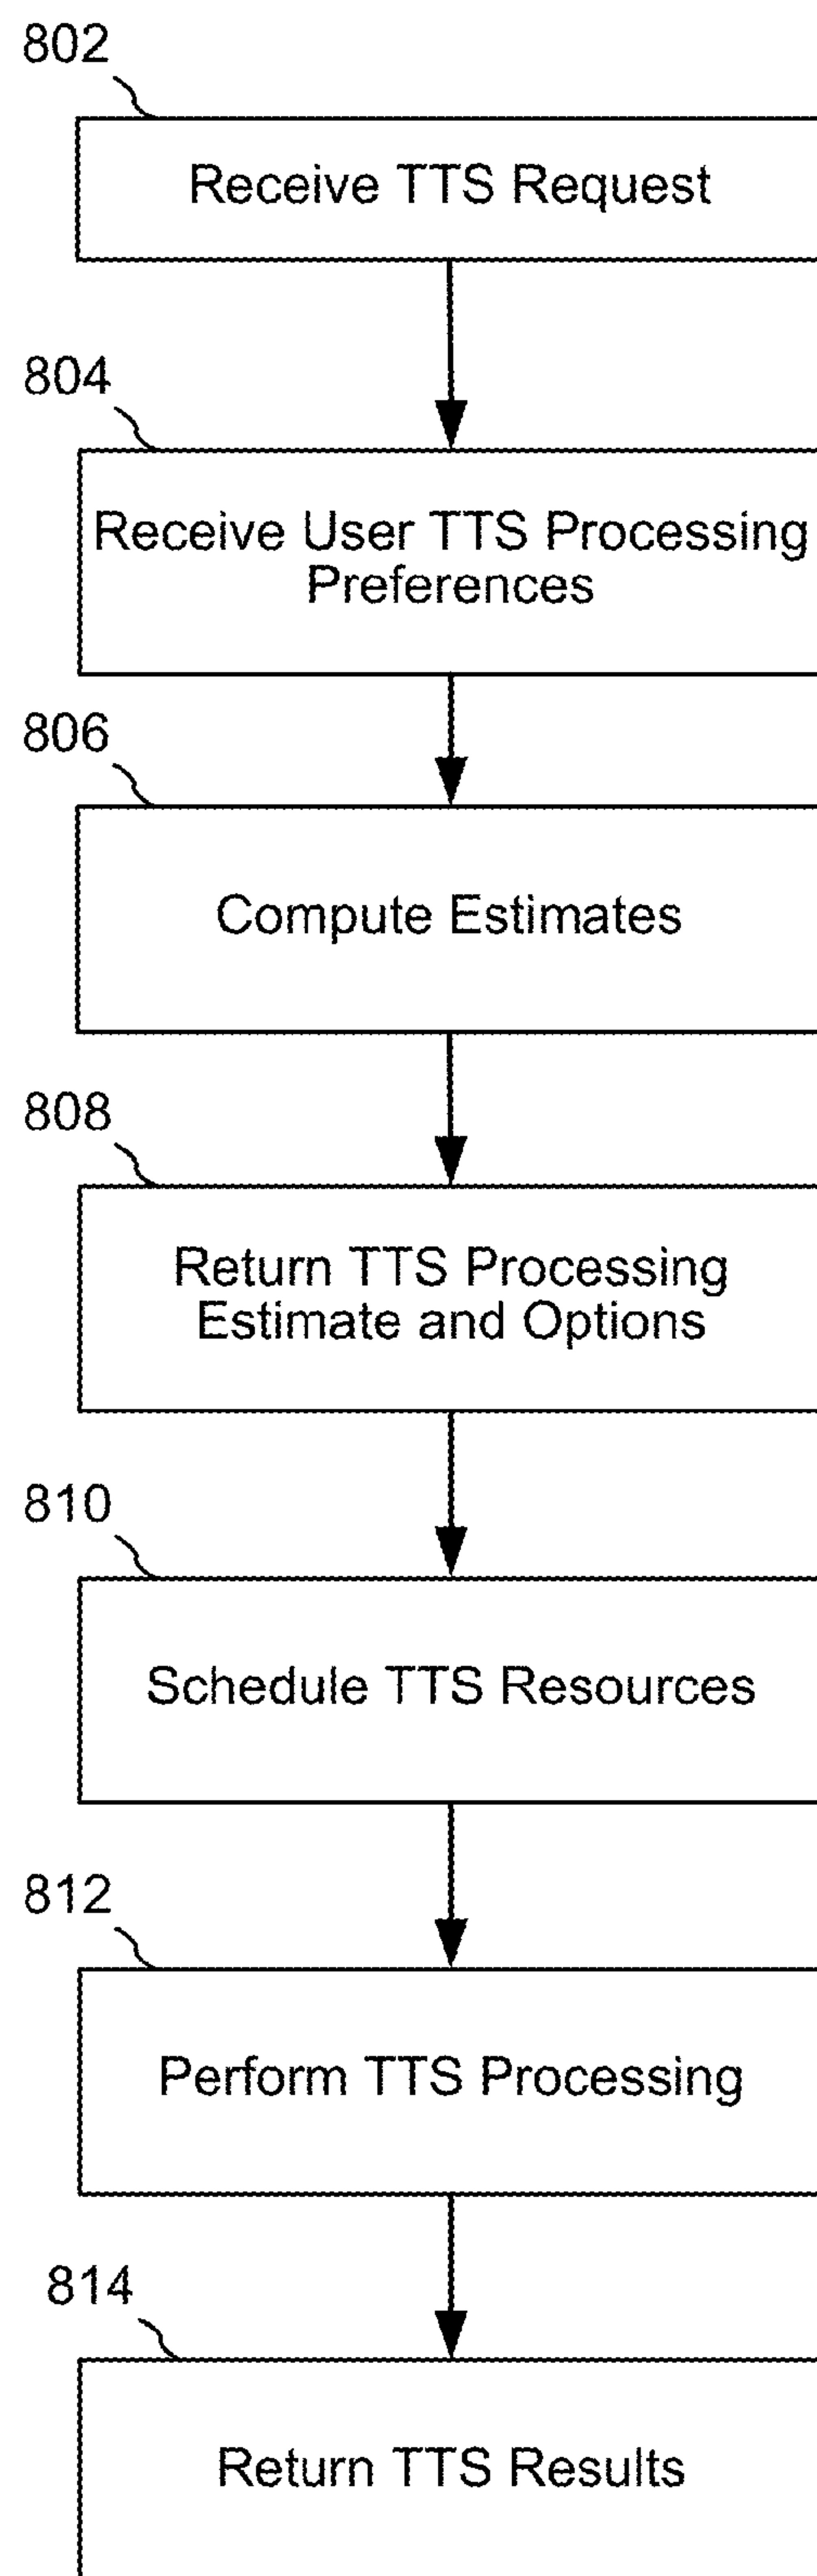 802
Receive TTS Request
804
Receive User TTS Processing
Preferences
806
Compute Estimates
808
Return TTS Processing
Estimate and Options
810
Schedule TTS Resources
812
Perform TTS Processing
814
Return TTS Results